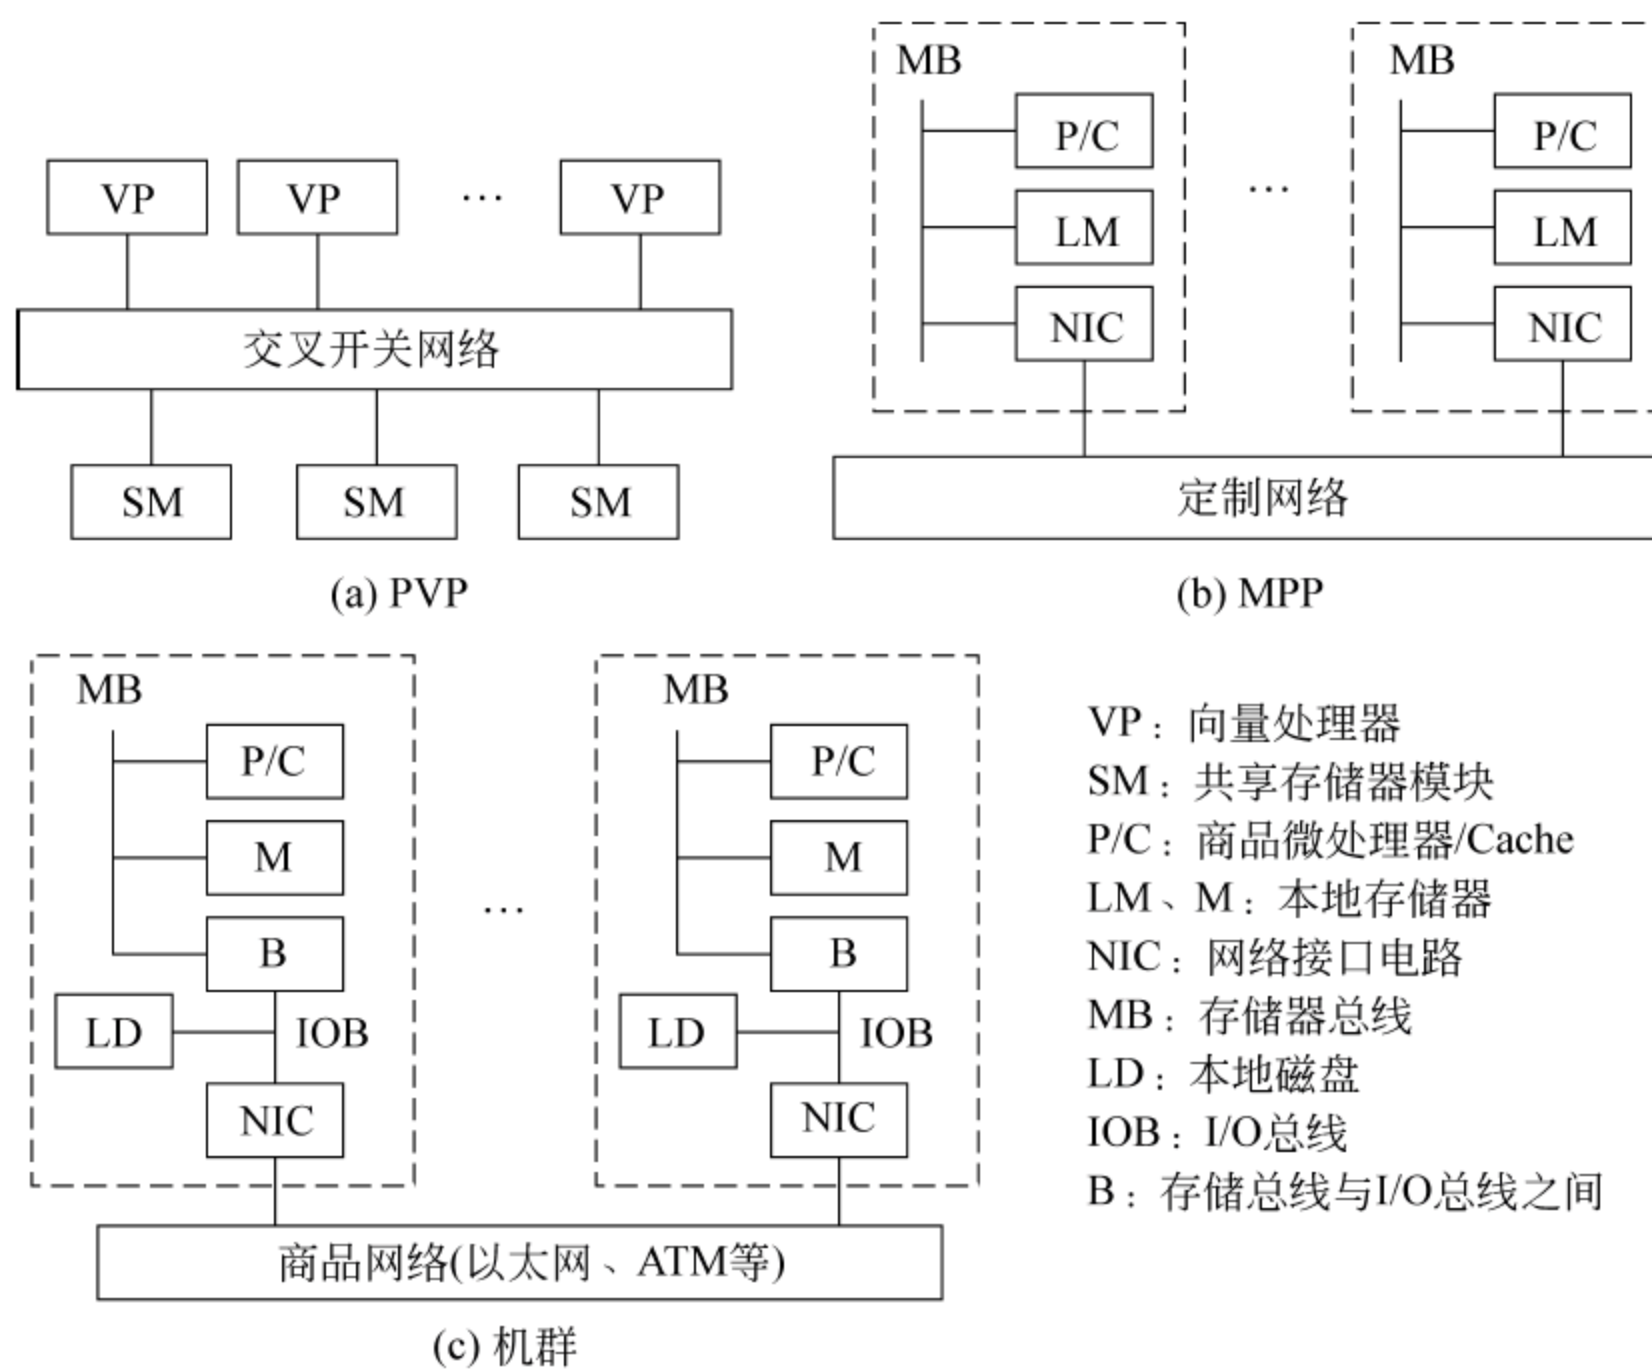 VP VP … VP
交叉开关网络
SM SM SM
(a) PVP
MB MB
P/C P/C
LM … LM
NIC NIC
定制网络
(b) MPP
MB MB
P/C P/C
M M
B … B
LD IOB LD IOB
NIC NIC
商品网络(以太网、ATM等)
(c) 机群
VP：向量处理器
SM：共享存储器模块
P/C：商品微处理器/Cache
LM、M：本地存储器
NIC：网络接口电路
MB：存储器总线
LD：本地磁盘
IOB：I/O总线
B：存储总线与I/O总线之间